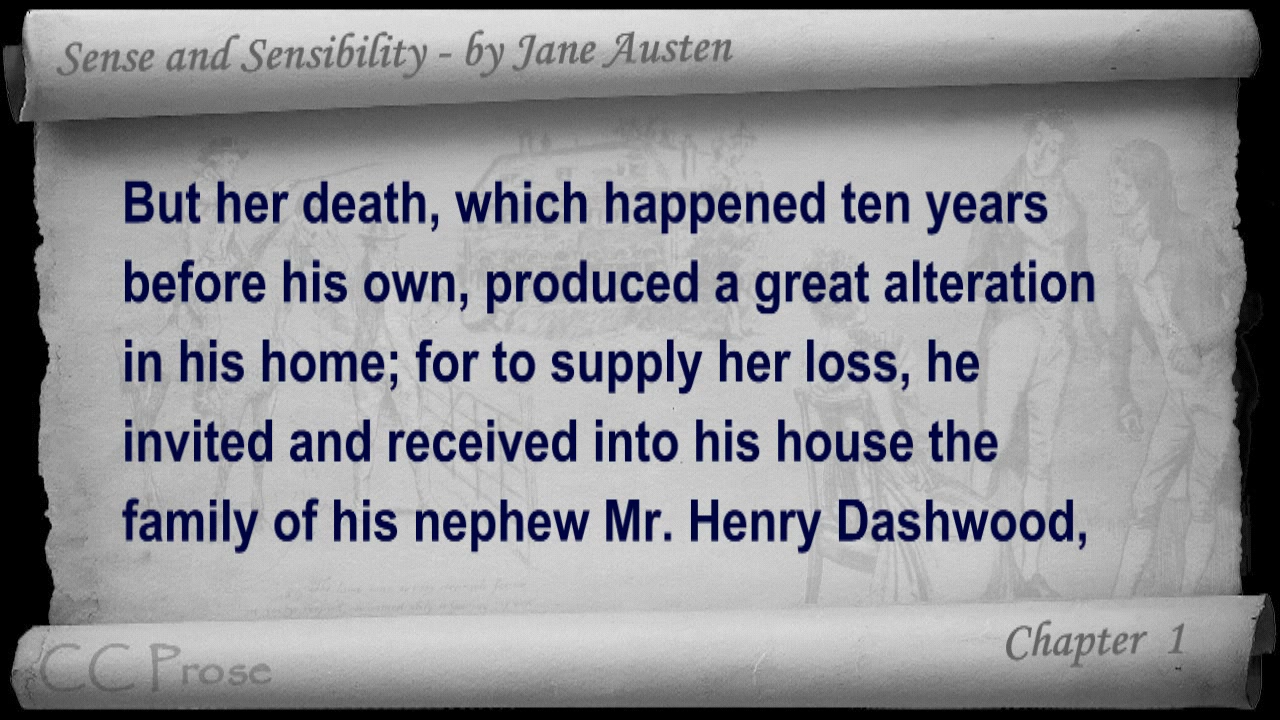 Sense and Sensibility - by Jane Austen
But her death, which happened ten years
before his own, produced a great alteration
in his home; for to supply her loss, he
invited and received into his house the
family of his nephew Mr. Henry Dashwood,
Chapter 1
CC Prose